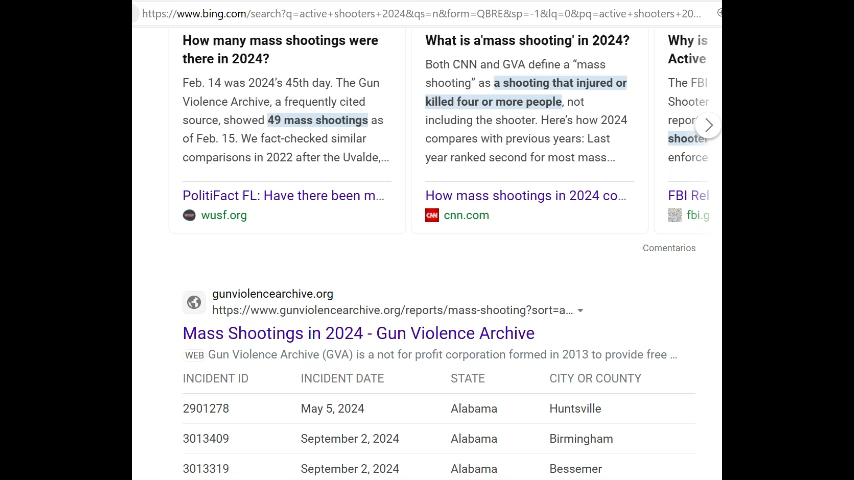 https://www.bing.com/search?q=active+shooters+2024&qs=n&form=QBRE&sp=-1&lq=0&pq=active+shooters+20...
How many mass shootings were
there in 2024?
Feb. 14 was 2024’s 45th day. The Gun
Violence Archive, a frequently cited
source, showed 49 mass shootings as
of Feb. 15. We fact-checked similar
comparisons in 2022 after the Uvalde,...
PolitiFact FL: Have there been m...
wusf.org
What is a'mass shooting' in 2024?
Both CNN and GVA define a “mass
shooting” as a shooting that injured or
killed four or more people, not
including the shooter. Here’s how 2024
compares with previous years: Last
year ranked second for most mass...
How mass shootings in 2024 co...
CNN cnn.com
Why is
Active
The FBI
Shooter
repor
shooter
enforce
FBI Rel
fbi.g
Comentarios
gunviolencearchive.org
https://www.gunviolencearchive.org/reports/mass-shooting?sort=a...
Mass Shootings in 2024 - Gun Violence Archive
WEB Gun Violence Archive (GVA) is a not for profit corporation formed in 2013 to provide free ...
INCIDENT ID INCIDENT DATE STATE CITY OR COUNTY
2901278 May 5, 2024 Alabama Huntsville
3013409 September 2, 2024 Alabama Birmingham
3013319 September 2, 2024 Alabama Bessemer